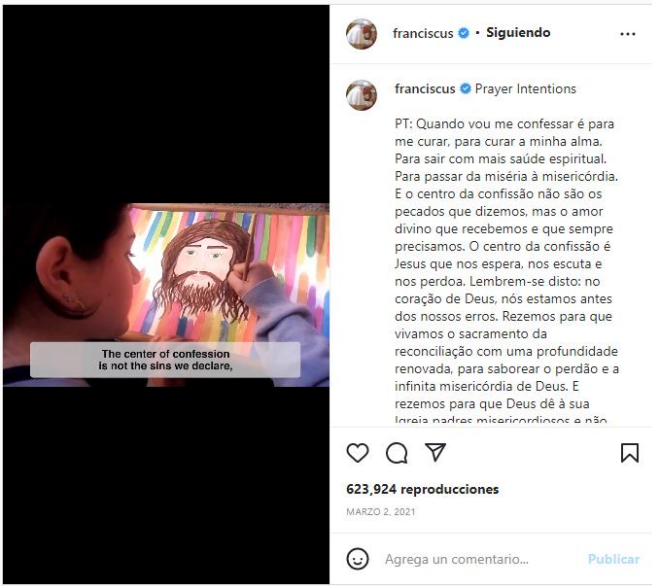 franciscus • Siguiendo
franciscus Prayer Intentions
PT: Quando vou me confessar é para
me curar, para curar a minha alma.
Para sair com mais saúde espiritual.
Para passar da miséria à misericórdia.
E o centro da confissão não são os
pecados que dizemos, mas o amor
divino que recebemos e que sempre
precisamos. O centro da confissão é
Jesus que nos espera, nos escuta e
nos perdoa. Lembrem-se disto: no
coração de Deus, nós estamos antes
dos nossos erros. Rezemos para que
vivamos o sacramento da
reconciliação com uma profundidade
renovada, para saborear o perdão e a
infinita misericórdia de Deus. E
rezemos para que Deus dê à sua
Igreja padres misericordiosos e não
The center of confession
is not the sins we declare,
623,924 reproducciones
MARZO 2, 2021
Agrega un comentario... Publicar